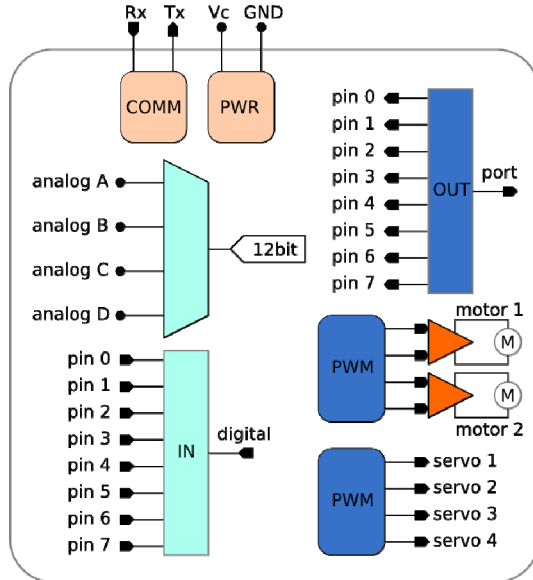 Rx Tx Vc GND
COMM PWR
analog A
analog B
analog C
analog D
12bit
pin 0
pin 1
pin 2
pin 3
pin 4
pin 5
pin 6
pin 7
OUT
port
pin 0
pin 1
pin 2
pin 3
pin 4
pin 5
pin 6
pin 7
IN
digital
PWM
motor 1
M
M
motor 2
PWM
servo 1
servo 2
servo 3
servo 4